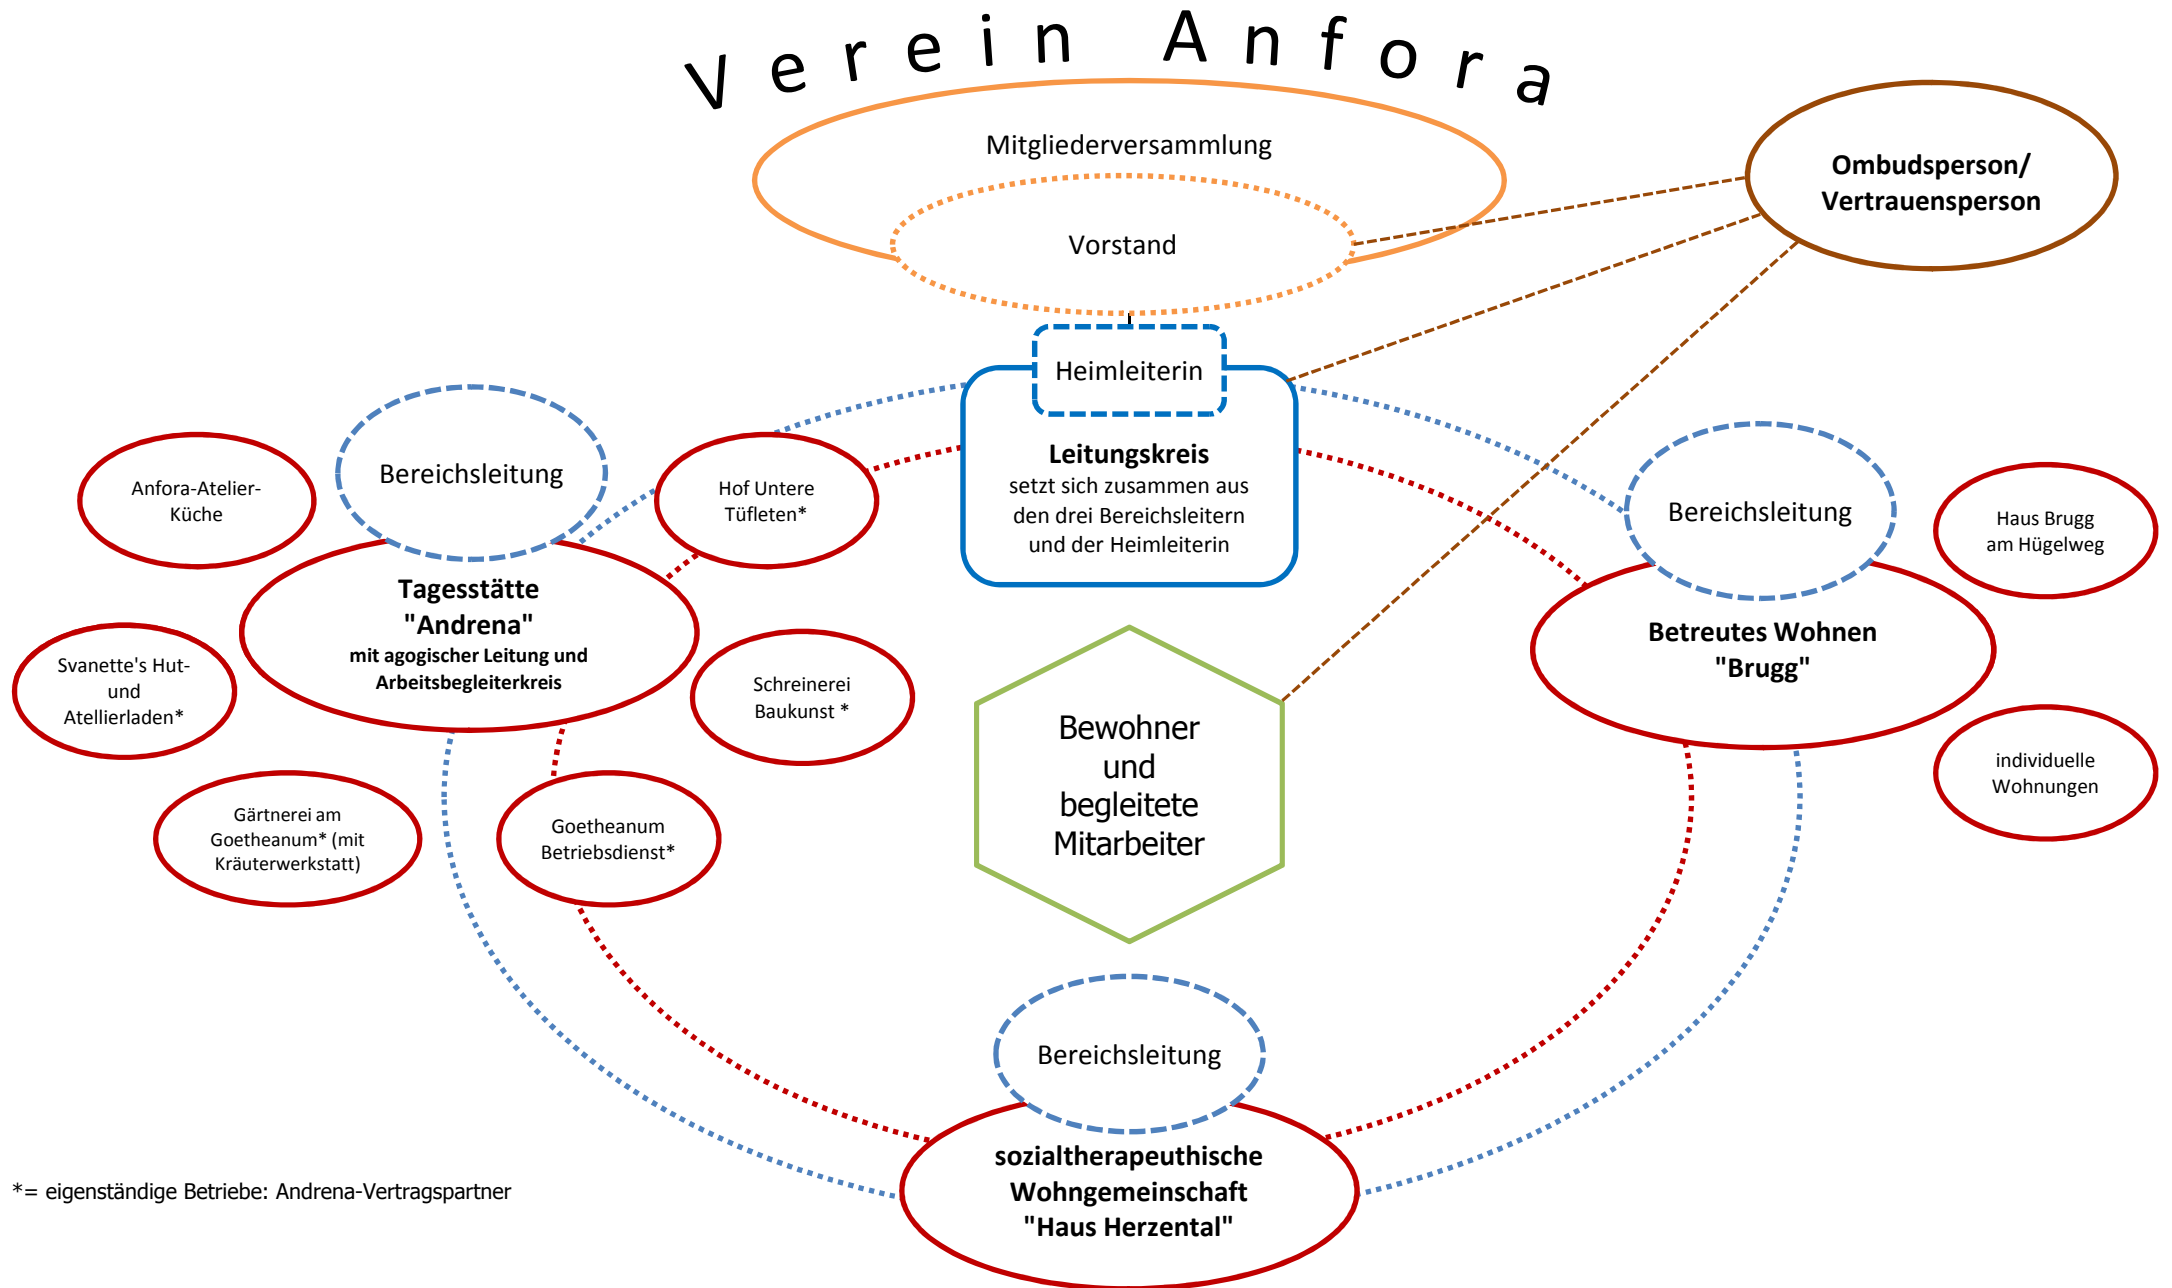 Verein Anfora
Mitgliederversammlung
Vorstand
Ombudsperson/
Vertrauensperson
Heimleiterin
Leitungskreis
setzt sich zusammen aus
den drei Bereichsleitern
und der Heimleiterin
Bereichsleitung
Tagesstätte
"Andrena"
mit agogischer Leitung und
Arbeitsbegleiterkreis
Anfora-Atelier-
Küche
Hof Untere
Tüfleten*
Svanette's Hut-
und
Atellierladen*
Schreinerei
Baukunst *
Gärtnerei am
Goetheanum* (mit
Kräuterwerkstatt)
Goetheanum
Betriebsdienst*
Bewohner
und
begleitete
Mitarbeiter
Bereichsleitung
Betreutes Wohnen
"Brugg"
Haus Brugg
am Hügelweg
individuelle
Wohnungen
Bereichsleitung
sozialtherapeuthische
Wohngemeinschaft
"Haus Herzental"
*= eigenständige Betriebe: Andrena-Vertragspartner